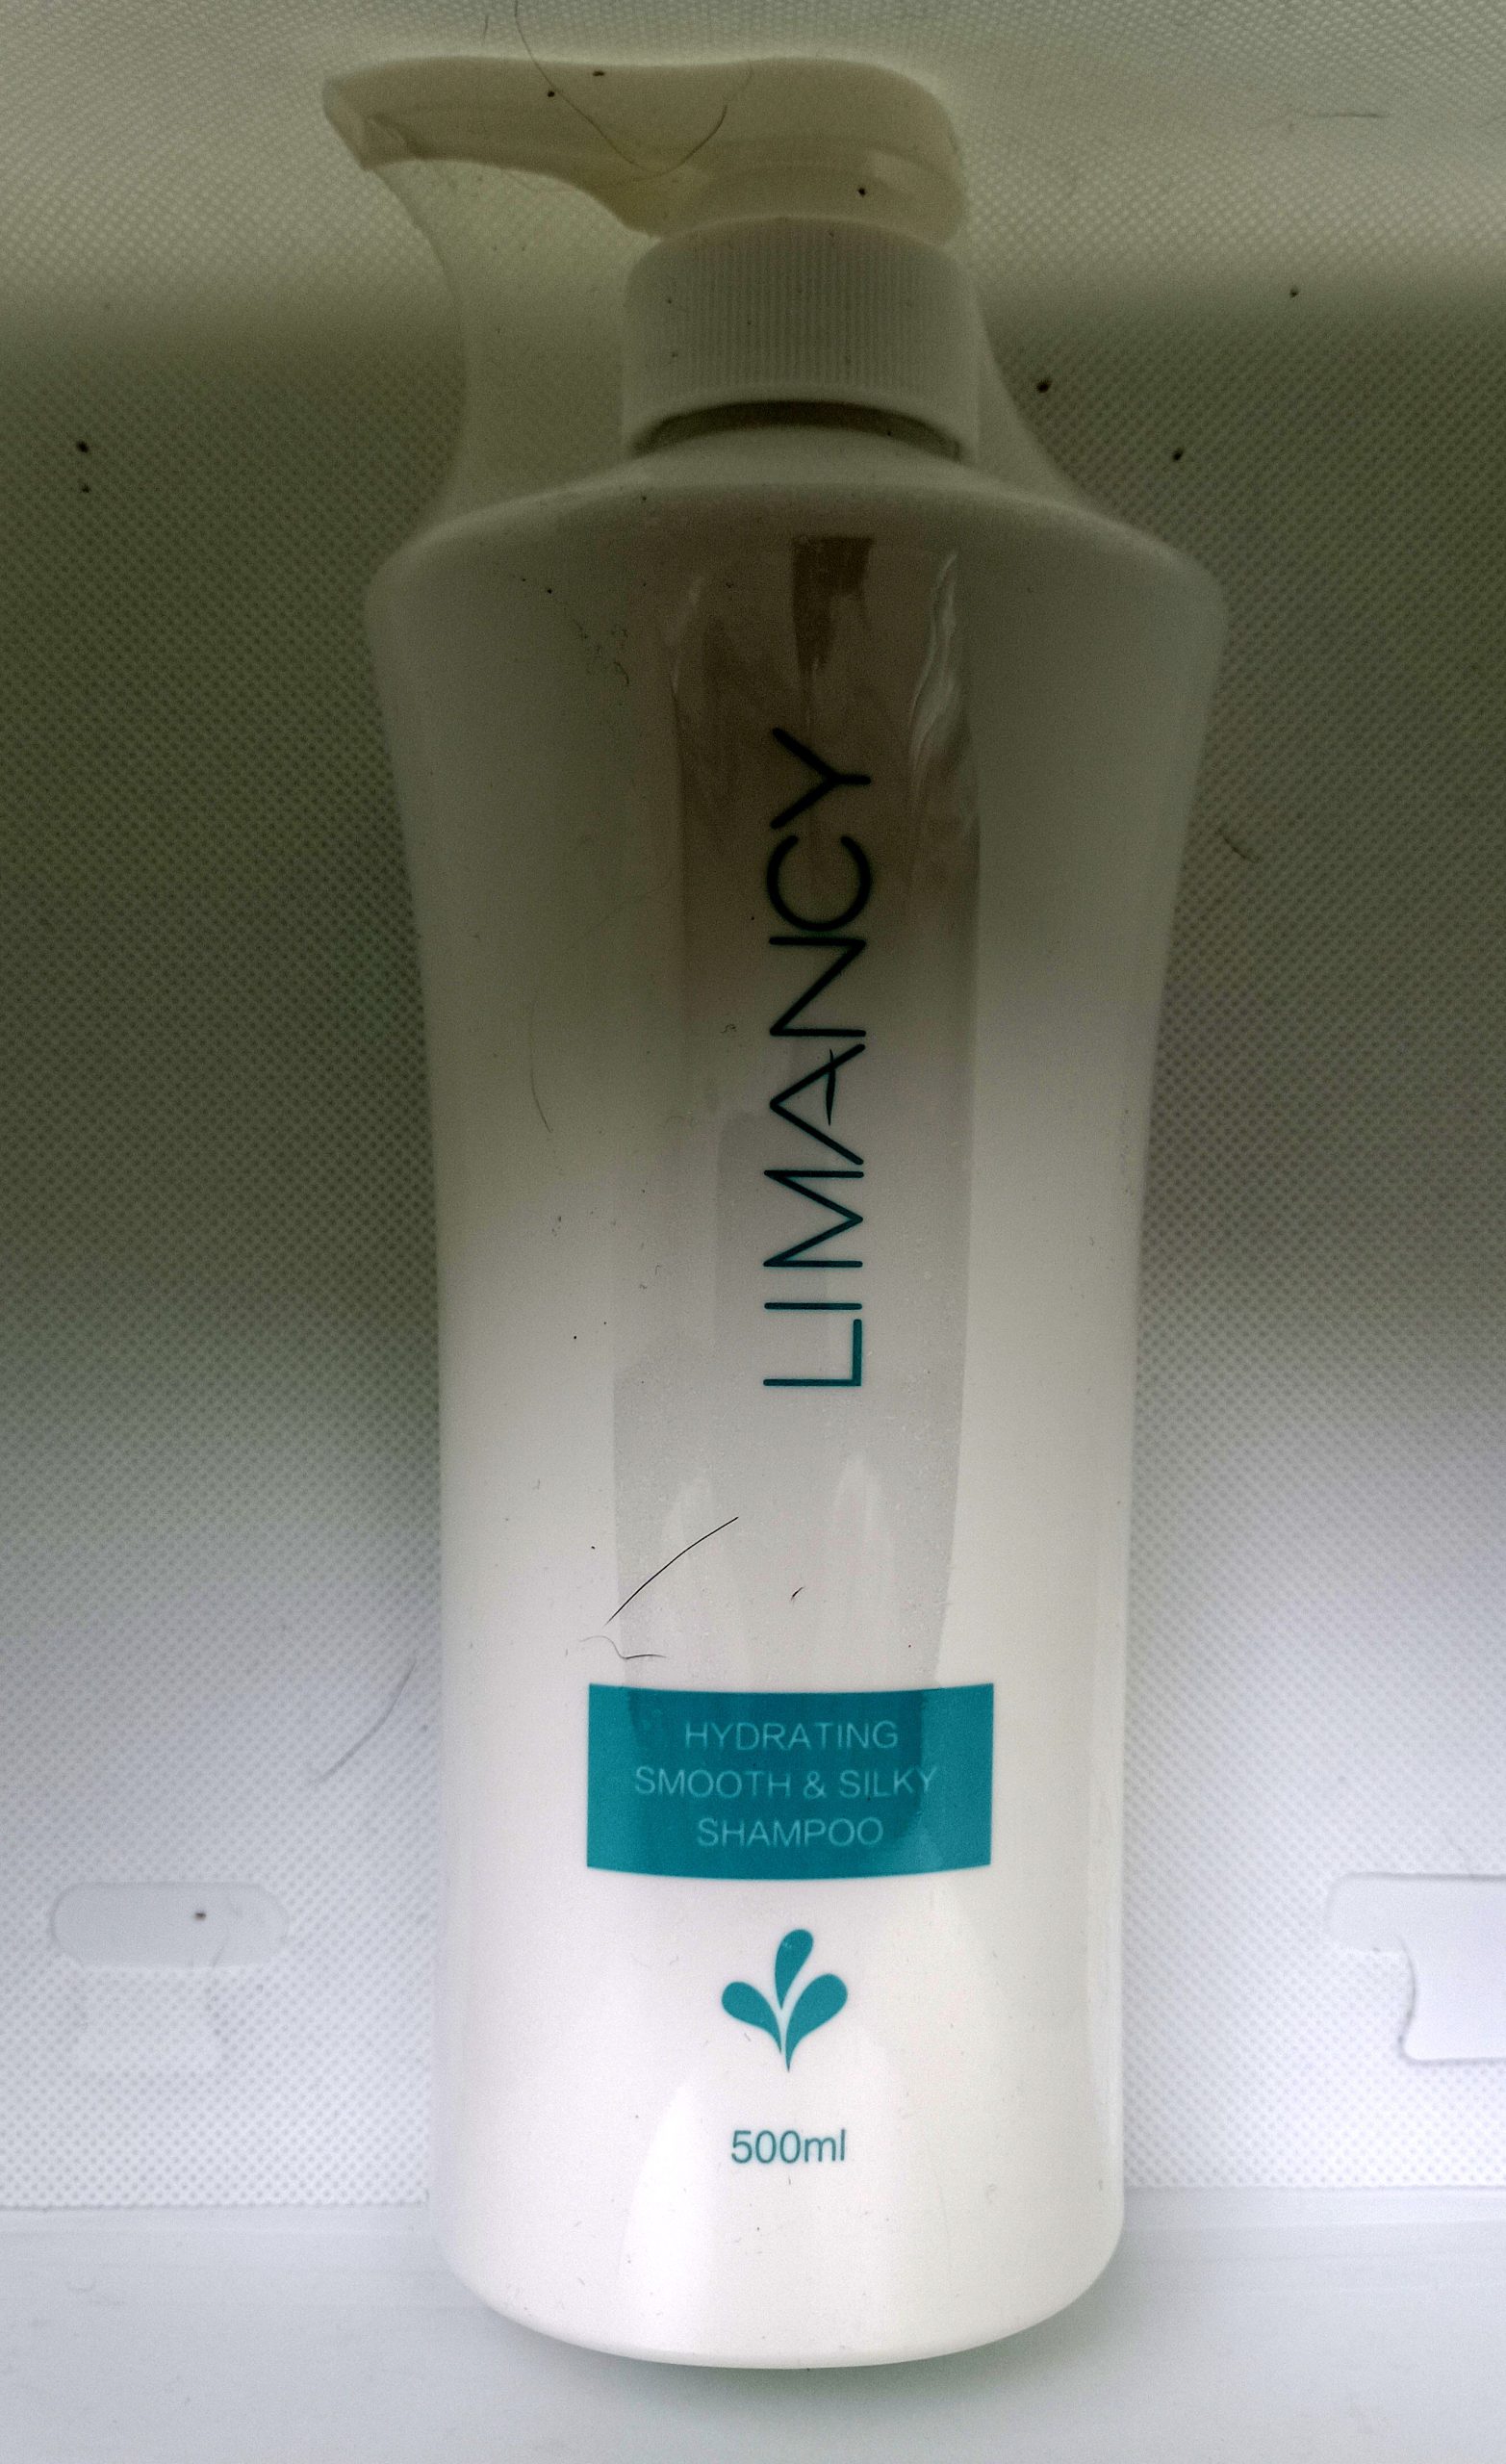 LIMANCY
HYDRATING
SMOOTH & SILKY
SHAMPOO
500ml